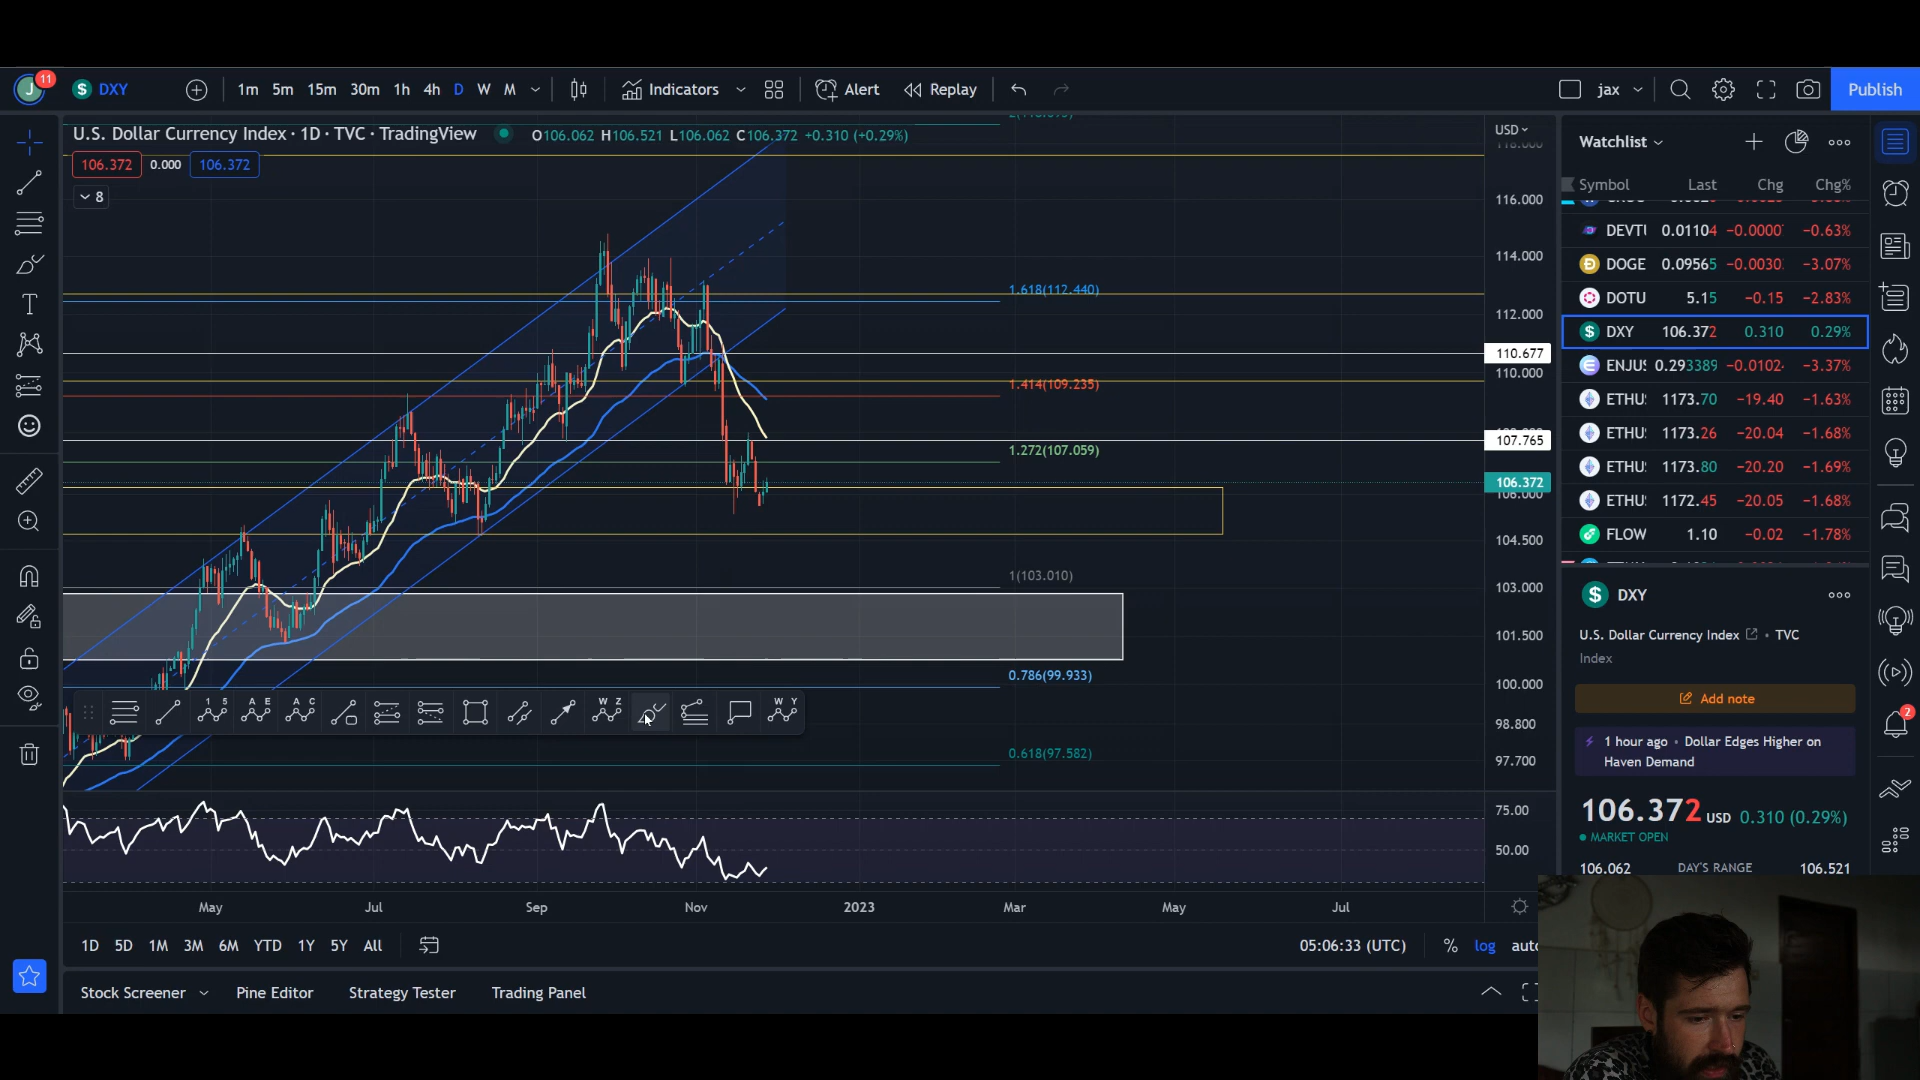 J 11 $ DXY 1m 5m 15m 30m 1h 4h D W M Indicators Alert Replay jax Publish
U.S. Dollar Currency Index · 1D · TVC · TradingView O106.062 H106.521 L106.062 C106.372 +0.310 (+0.29%)
106.372 0.000 106.372
8
USD
116.000
114.000
112.000
110.677
110.000
107.765
106.372
106.000
104.500
103.000
101.500
100.000
98.800
97.700
75.00
50.00
1.618(112.440)
1.414(109.235)
1.272(107.059)
1(103.010)
0.786(99.933)
0.618(97.582)
1 5 A E A C W Z W Y
May Jul Sep Nov 2023 Mar May Jul
1D 5D 1M 3M 6M YTD 1Y 5Y All 05:06:33 (UTC) % log auto
Stock Screener Pine Editor Strategy Tester Trading Panel
Watchlist
Symbol Last Chg Chg%
DEVTU 0.01104 −0.0000 −0.63%
DOGE 0.09565 −0.0030 −3.07%
DOTU 5.15 −0.15 −2.83%
$ DXY 106.372 0.310 0.29%
ENJUS 0.293389 −0.0102 −3.37%
ETHU 1173.70 −19.40 −1.63%
ETHU 1173.26 −20.04 −1.68%
ETHU 1173.80 −20.20 −1.69%
ETHU 1172.45 −20.05 −1.68%
FLOW 1.10 −0.02 −1.78%
$ DXY
U.S. Dollar Currency Index • TVC
Index
Add note
1 hour ago • Dollar Edges Higher on
Haven Demand
106.372 USD 0.310 (0.29%)
MARKET OPEN
106.062 DAY'S RANGE 106.521
2